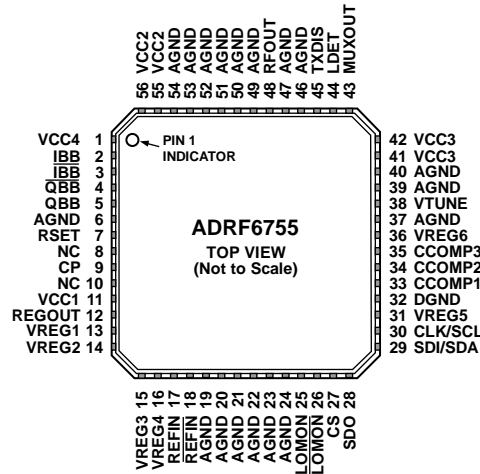 56 VCC2
55 VCC2
54 AGND
53 AGND
52 AGND
51 AGND
50 AGND
49 AGND
48 RFOUT
47 AGND
46 AGND
45 TXDIS
44 LDET
43 MUXOUT
VCC4 1
IBB 2
IBB 3
QBB 4
QBB 5
AGND 6
RSET 7
NC 8
CP 9
NC 10
VCC1 11
REGOUT 12
VREG1 13
VREG2 14
PIN 1
INDICATOR
ADRF6755
TOP VIEW
(Not to Scale)
42 VCC3
41 VCC3
40 AGND
39 AGND
38 VTUNE
37 AGND
36 VREG6
35 CCOMP3
34 CCOMP2
33 CCOMP1
32 DGND
31 VREG5
30 CLK/SCL
29 SDI/SDA
VREG3 15
VREG4 16
REFIN 17
REFIN 18
AGND 19
AGND 20
AGND 21
AGND 22
AGND 23
AGND 24
LOMON 25
LOMON 26
CS 27
SDO 28